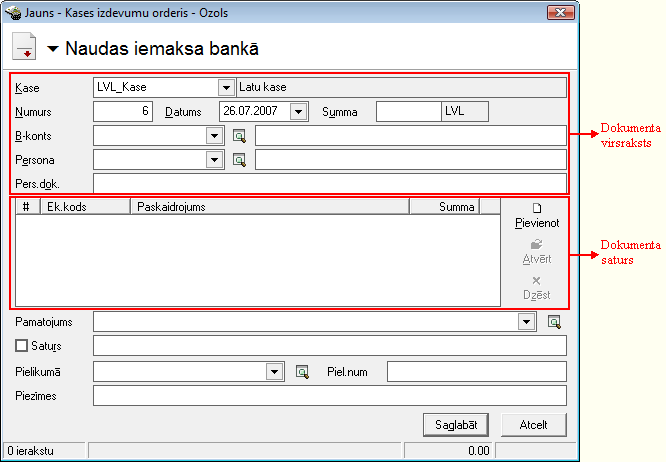 Jauns - Kases izdevumu orderis - Ozols
Naudas iemaksa bankā
Kase LVL_Kase Latu kase
Numurs 6 Datums 26.07.2007 Summa LVL
B-konts
Persona
Pers.dok.
Dokumenta
virsraksts
# Ek.kods Paskaidrojums Summa
Pievienot
Atvērt
Dzēst
Dokumenta
saturs
Pamatojums
Saturs
Pielikumā Piel.num
Piezīmes
Saglabāt Atcelt
0 ierakstu 0.00